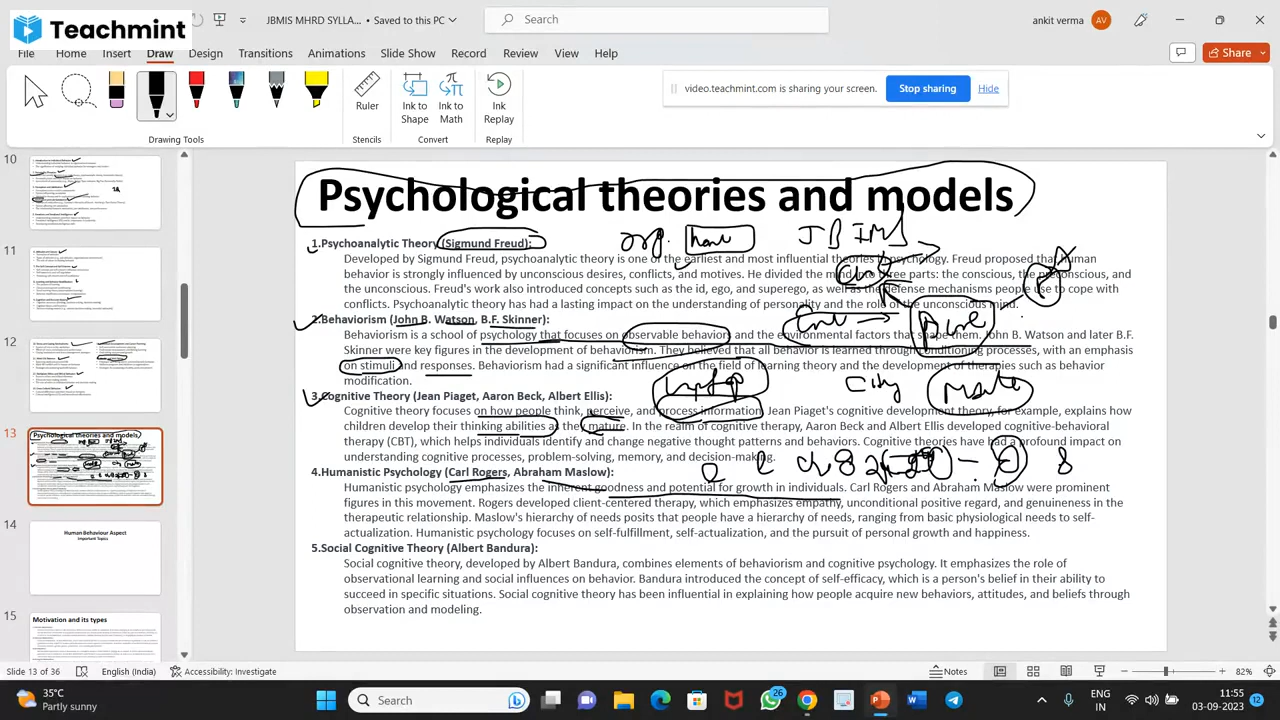 Teachmint
JBMIS MHRD SYLLA... • Saved to this PC
Search
ankit verma
AV
File Home Insert Draw Design Transitions Animations Slide Show Record Review View Help
Share
video.teachmint.com is sharing your screen.
Stop sharing
Hide
Ruler
Ink to Shape
Ink to Math
Ink Replay
Drawing Tools
Stencils
Convert
Replay
10
11
12
13
Psychological theories and models
14
Human Behaviour Aspect
Important Topics
15
Motivation and its types
Psychological theories and models
1.Psychoanalytic Theory (Sigmund Freud):
org. have JBIMS
Developed by Sigmund Freud, psychoanalytic theory is one of the earliest and most influential theories in psychology. Freud proposed that human
behavior is strongly influenced by unconscious desires, conflicts, and motives. He divided the mind into three parts: the conscious, the preconscious, and
the unconscious. Freud's work also introduced concepts such as the id, ego, and superego, as well as the defense mechanisms people use to cope with
conflicts. Psychoanalytic theory has had a lasting impact on the understanding of personality and the role of the unconscious mind.
2.Behaviorism (John B. Watson, B.F. Skinner):
Behaviorism is a school of psychology that focuses on observable behavior and the environmental factors that shape them. John B. Watson and later B.F.
Skinner were key figures in the development of behaviorism. They believed that all behavior is learned through conditioning processes, with an emphasis
on stimuli and responses. Behaviorism had a significant influence on the field of learning theory and the development of therapies such as behavior
modification.
city
3.Cognitive Theory (Jean Piaget, Aaron Beck, Albert Ellis):
Cognitive theory focuses on how people think, perceive, and process information. Jean Piaget's cognitive development theory, for example, explains how
children develop their thinking abilities as they mature. In the realm of cognitive therapy, Aaron Beck and Albert Ellis developed cognitive-behavioral
therapy (CBT), which helps individuals identify and change negative thought patterns and behaviors. Cognitive theories have had a profound impact on
understanding cognitive processes, problem-solving, memory, and decision-making.
4.Humanistic Psychology (Carl Rogers, Abraham Maslow):
Humanistic psychology emphasizes the inherent goodness and potential for growth in individuals. Carl Rogers and Abraham Maslow were prominent
figures in this movement. Rogers developed client-centered therapy, which emphasizes empathy, unconditional positive regard, and genuineness in the
therapeutic relationship. Maslow's hierarchy of needs posits that people have a hierarchy of needs, ranging from basic physiological needs to self-
actualization. Humanistic psychology focuses on self-fulfillment, self-actualization, and the pursuit of personal growth and happiness.
5.Social Cognitive Theory (Albert Bandura):
Social cognitive theory, developed by Albert Bandura, combines elements of behaviorism and cognitive psychology. It emphasizes the role of
observational learning and social influences on behavior. Bandura introduced the concept of self-efficacy, which is a person's belief in their ability to
succeed in specific situations. Social cognitive theory has been influential in explaining how people acquire new behaviors, attitudes, and beliefs through
observation and modeling.
Slide 13 of 36
English (India)
Accessibility: Investigate
Notes
82%
35°C
Partly sunny
Search
26
ENG
IN
11:55
03-09-2023